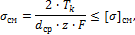 σсм = 2 · Tk / (dср · z · F) ≤ [σ]см,